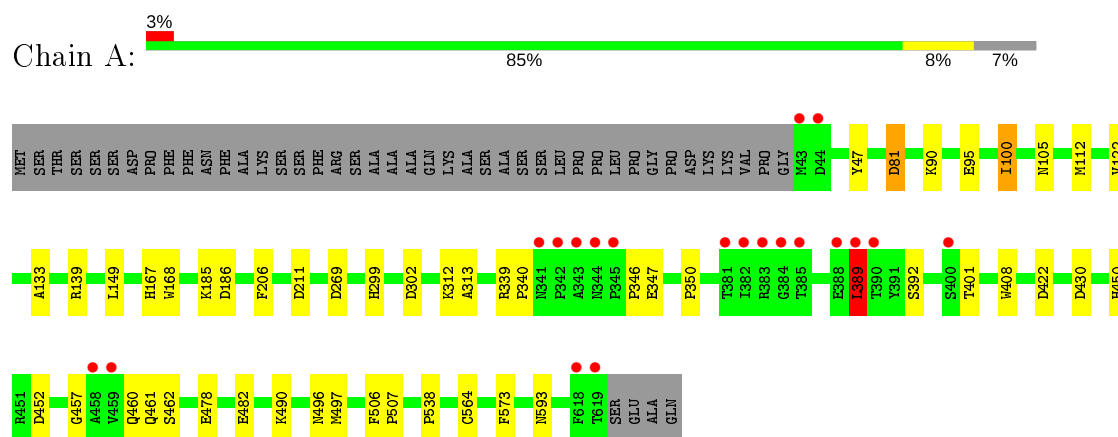 3%
Chain A:
85% 8% 7%
MET SER THR SER SER SER ASP PRO PHE PHE ASN PHE ALA LYS SER SER PHE ARG SER ALA ALA ALA GLN LYS ALA SER ALA SER SER LEU PRO PRO LEU PRO GLY PRO ASP LYS LYS VAL PRO GLY M43 D44 Y47 D81 K90 E95 I100 N105 M112
A133 R139 L149 H167 W168 K185 D186 F206 D211 D269 H299 D302 K312 A313 R339 P340 N341 P342 A343 N344 P345 P346 E347 P350 T381 I382 R383 G384 T385 E388 L389 T390 Y391 S392 S400 T401 W408 D422 D430 H450
R451 D452 G457 A458 V459 Q460 Q461 S462 E478 E482 K490 N496 M497 F506 P507 P538 C564 F573 N593 F618 T619 SER GLU ALA GLN